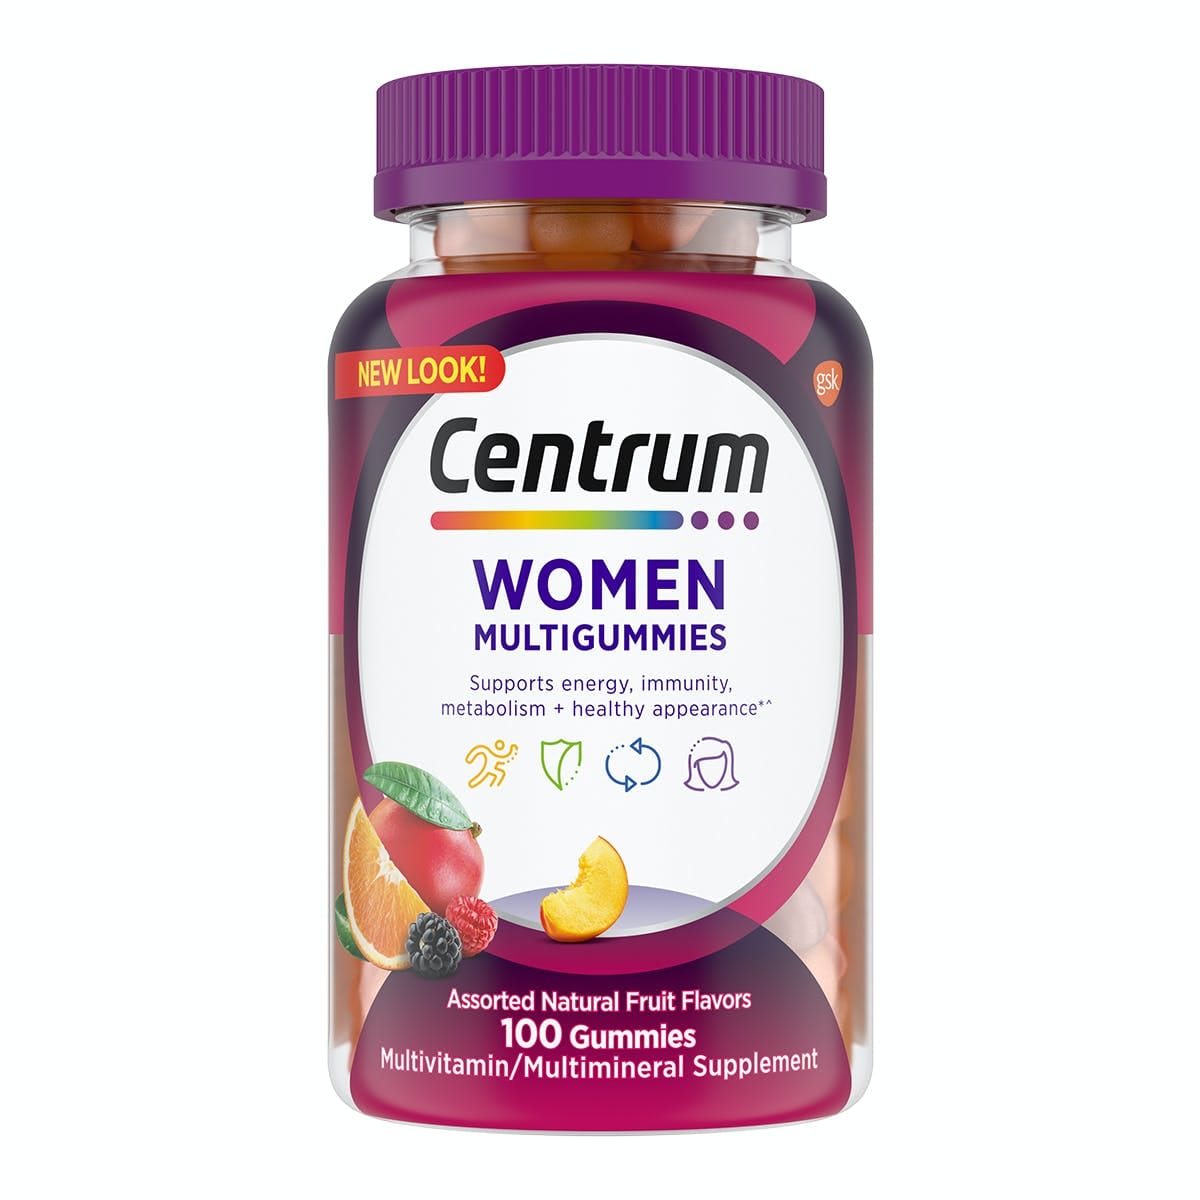 NEW LOOK!
gsk
Centrum
WOMEN
MULTIGUMMIES
Supports energy, immunity,
metabolism + healthy appearance*^
Assorted Natural Fruit Flavors
100 Gummies
Multivitamin/Multimineral Supplement